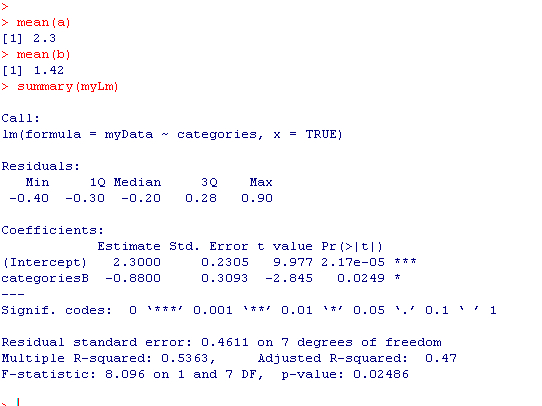 >
> mean(a)
[1] 2.3
> mean(b)
[1] 1.42
> summary(myLm)
Call:
lm(formula = myData ~ categories, x = TRUE)
Residuals:
   Min     1Q Median     3Q    Max
 -0.40  -0.30  -0.20   0.28   0.90
Coefficients:
            Estimate Std. Error t value Pr(>|t|)
(Intercept)   2.3000     0.2305   9.977 2.17e-05 ***
categoriesB  -0.8800     0.3093  -2.845   0.0249 *
---
Signif. codes:  0 ‘***’ 0.001 ‘**’ 0.01 ‘*’ 0.05 ‘.’ 0.1 ‘ ’ 1
Residual standard error: 0.4611 on 7 degrees of freedom
Multiple R-squared: 0.5363,     Adjusted R-squared:  0.47
F-statistic: 8.096 on 1 and 7 DF,  p-value: 0.02486
>